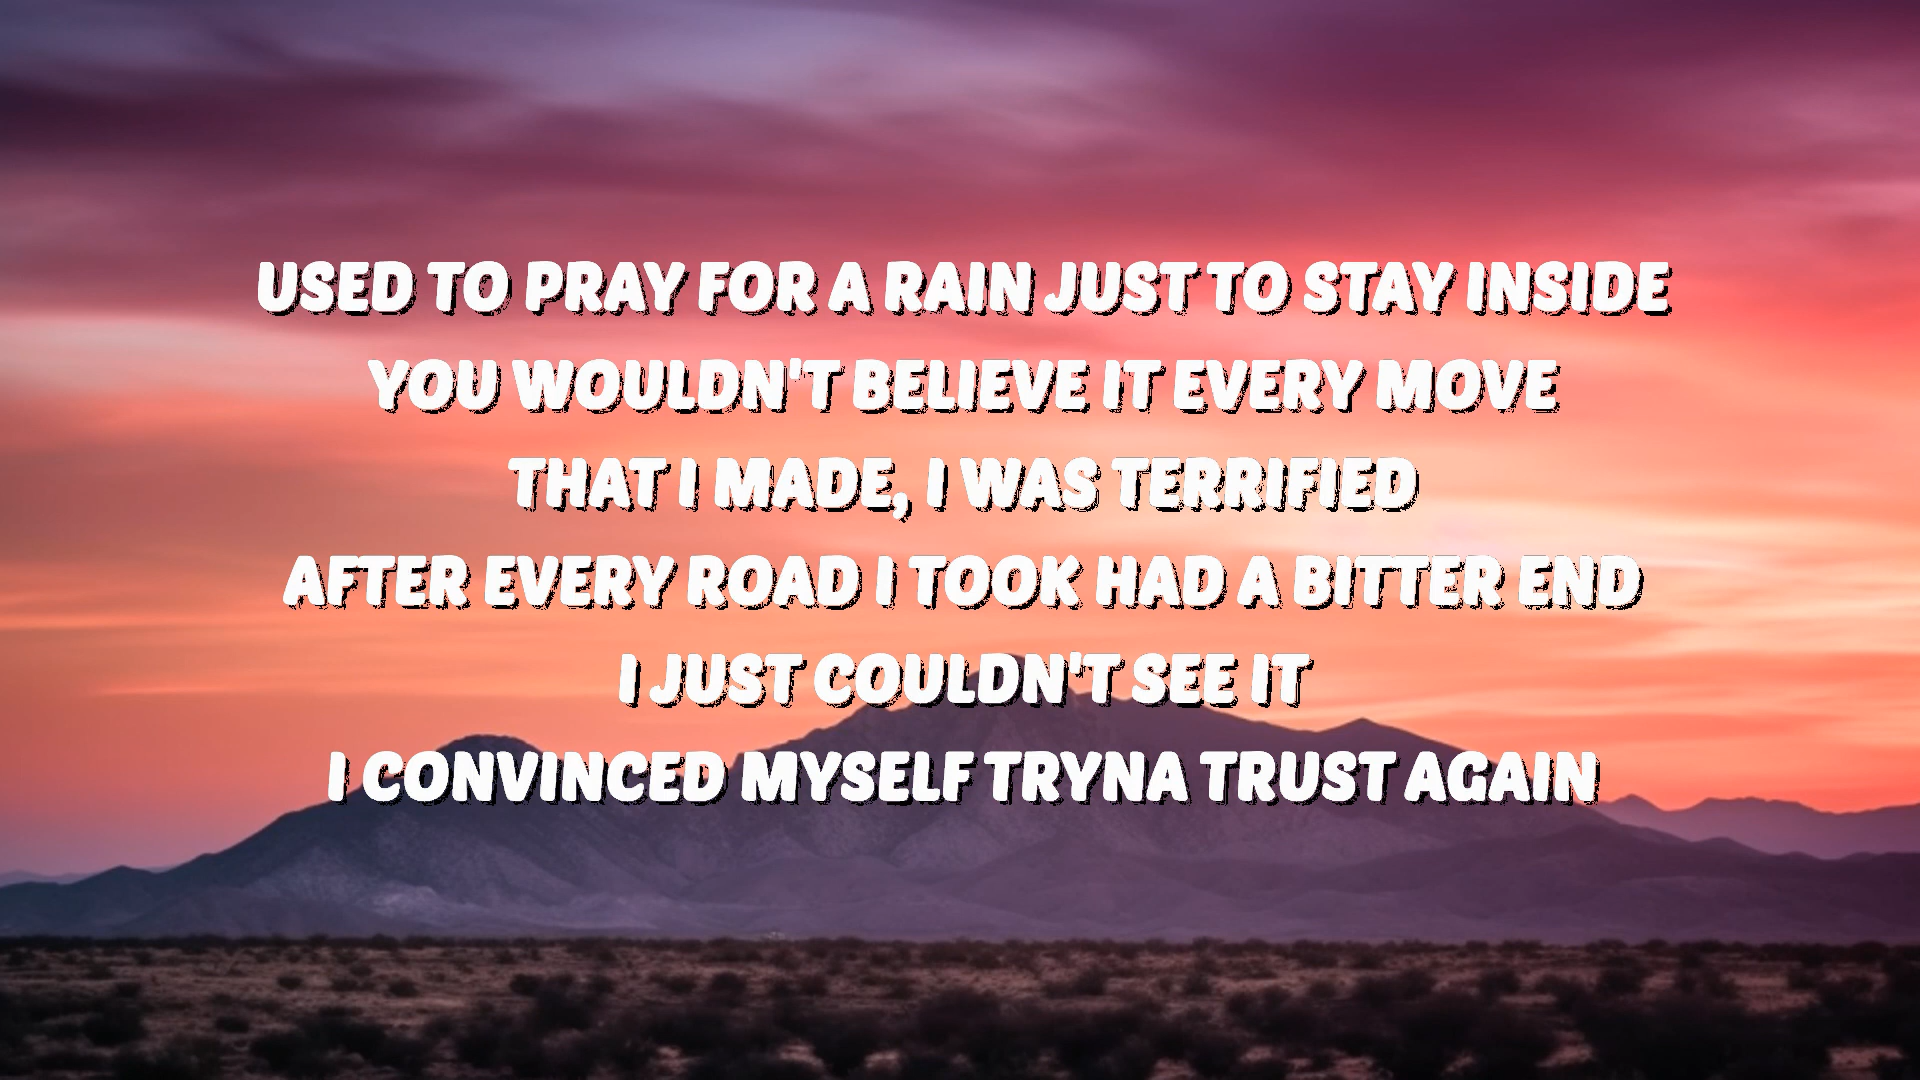 USED TO PRAY FOR A RAIN JUST TO STAY INSIDE
YOU WOULDN'T BELIEVE IT EVERY MOVE
THAT I MADE, I WAS TERRIFIED
AFTER EVERY ROAD I TOOK HAD A BITTER END
I JUST COULDN'T SEE IT
I CONVINCED MYSELF TRYNA TRUST AGAIN